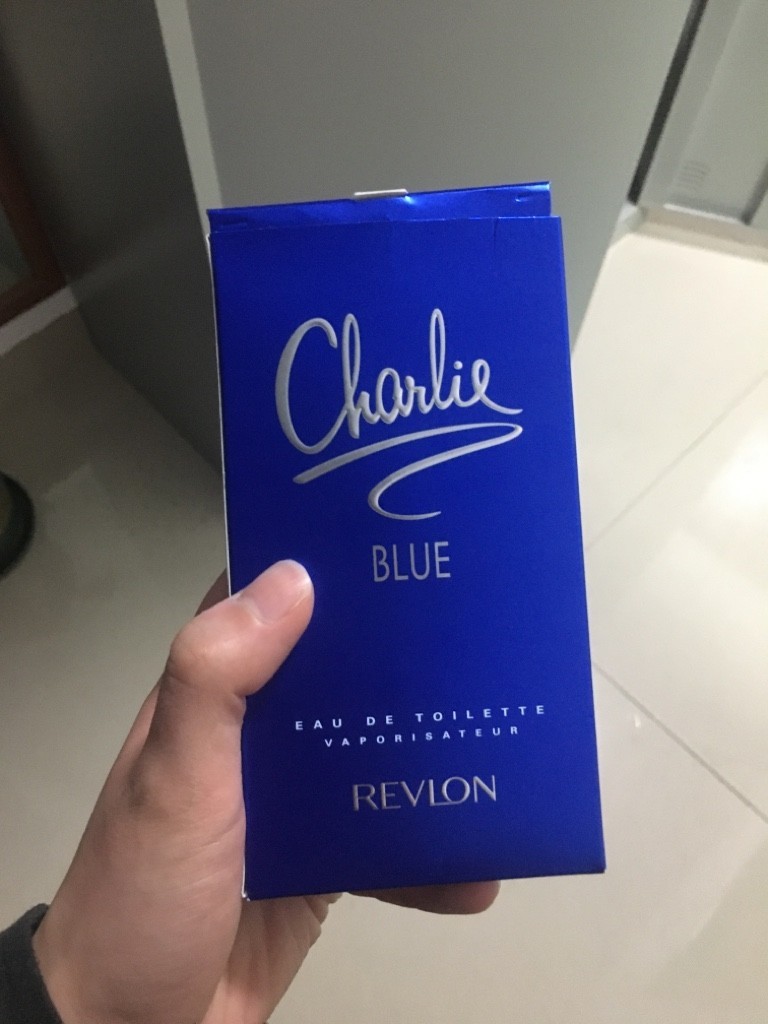 Charlie
BLUE
EAU DE TOILETTE
VAPORISATEUR
REVLON